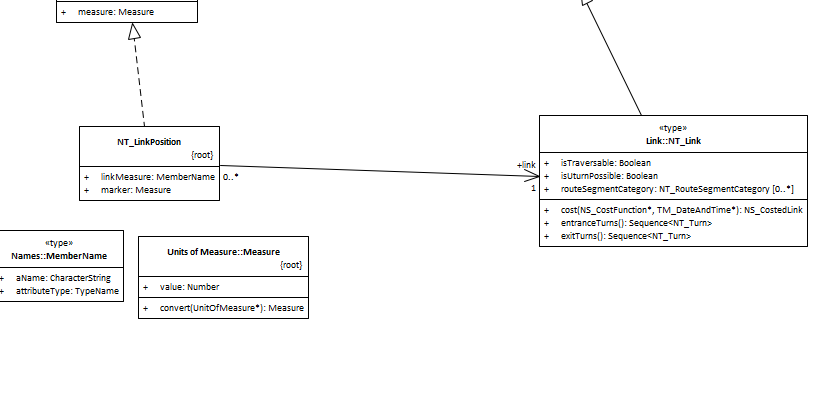 + measure: Measure
NT_LinkPosition
{root}
+ linkMeasure: MemberName
+ marker: Measure
0..*
+link
1
«type»
Link::NT_Link
+ isTraversable: Boolean
+ isUturnPossible: Boolean
+ routeSegmentCategory: NT_RouteSegmentCategory [0..*]
+ cost(NS_CostFunction*, TM_DateAndTime*): NS_CostedLink
+ entranceTurns(): Sequence<NT_Turn>
+ exitTurns(): Sequence<NT_Turn>
«type»
Names::MemberName
+ aName: CharacterString
+ attributeType: TypeName
Units of Measure::Measure
{root}
+ value: Number
+ convert(UnitOfMeasure*): Measure